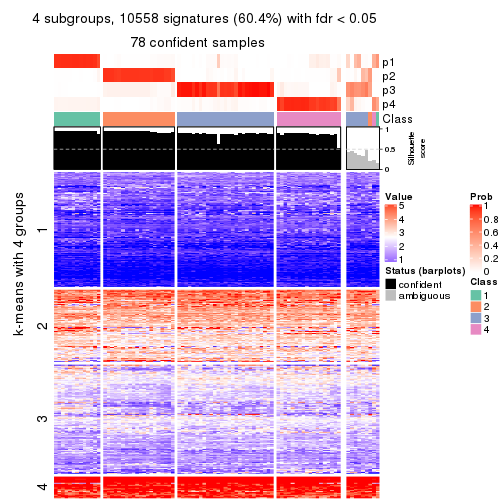 4 subgroups, 10558 signatures (60.4%) with fdr < 0.05
78 confident samples
p1
p2
p3
p4
Class
1
0.5
0
Silhouette
score
k-means with 4 groups
1
2
3
4
Value
5
4
3
2
1
Status (barplots)
confident
ambiguous
Prob
1
0.8
0.6
0.4
0.2
0
Class
1
2
3
4